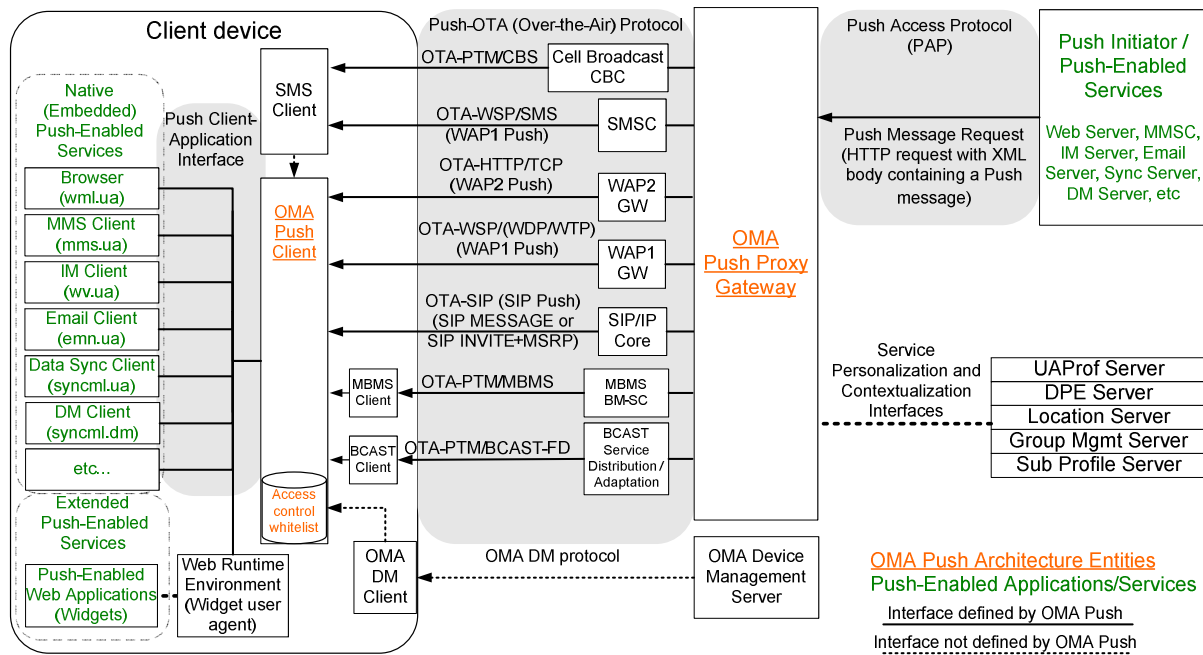 Client device
Native
(Embedded)
Push-Enabled
Services
Browser
(wml.ua)
MMS Client
(mms.ua)
IM Client
(wv.ua)
Email Client
(emn.ua)
Data Sync Client
(syncml.ua)
DM Client
(syncml.dm)
etc...
Extended
Push-Enabled
Services
Push-Enabled
Web Applications
(Widgets)
Push Client-
Application
Interface
Web Runtime
Environment
(Widget user
agent)
SMS
Client
OMA
Push
Client
MBMS
Client
BCAST
Client
Access
control
whitelist
OMA
DM
Client
Push-OTA (Over-the-Air) Protocol
OTA-PTM/CBS
Cell Broadcast
CBC
OTA-WSP/SMS
(WAP1 Push)
SMSC
OTA-HTTP/TCP
(WAP2 Push)
WAP2
GW
OTA-WSP/(WDP/WTP)
(WAP1 Push)
WAP1
GW
OTA-SIP (SIP Push)
(SIP MESSAGE or
SIP INVITE+MSRP)
SIP/IP
Core
OTA-PTM/MBMS
MBMS
BM-SC
OTA-PTM/BCAST-FD
BCAST
Service
Distribution /
Adaptation
OMA DM protocol
OMA
Push Proxy
Gateway
OMA Device
Management
Server
Push Access Protocol
(PAP)
Push Message Request
(HTTP request with XML
body containing a Push
message)
Push Initiator /
Push-Enabled
Services
Web Server, MMSC,
IM Server, Email
Server, Sync Server,
DM Server, etc
Service
Personalization and
Contextualization
Interfaces
UAProf Server
DPE Server
Location Server
Group Mgmt Server
Sub Profile Server
OMA Push Architecture Entities
Push-Enabled Applications/Services
Interface defined by OMA Push
Interface not defined by OMA Push